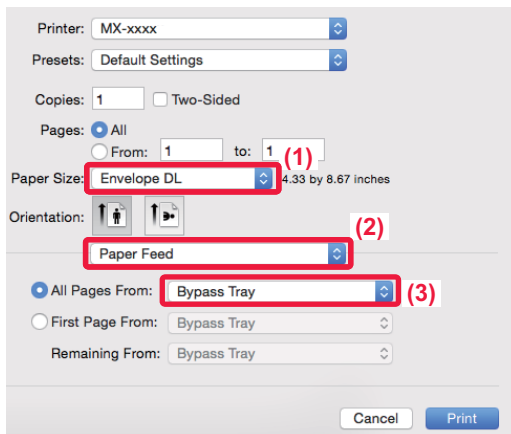 Printer: MX-xxxx
Presets: Default Settings
Copies: 1 Two-Sided
Pages: All
From: 1 to: 1
(1)
Paper Size: Envelope DL 4.33 by 8.67 inches
Orientation:
(2)
Paper Feed
All Pages From: Bypass Tray (3)
First Page From: Bypass Tray
Remaining From: Bypass Tray
Cancel Print